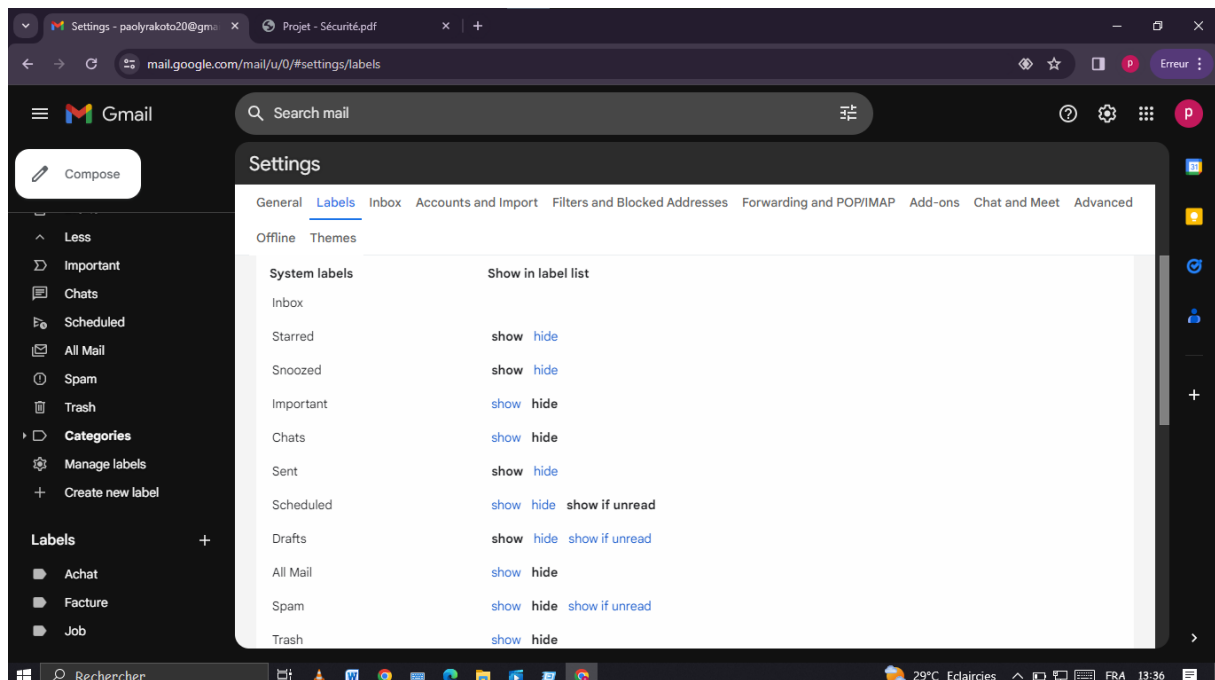 Settings - paolyrakoto20@gma
Projet - Sécurité.pdf
mail.google.com/mail/u/0/#settings/labels
P
Erreur
Gmail
Search mail
P
Compose
Settings
31
General Labels Inbox Accounts and Import Filters and Blocked Addresses Forwarding and POP/IMAP Add-ons Chat and Meet Advanced
Offline Themes
Less
Important
Chats
Scheduled
All Mail
Spam
Trash
Categories
Manage labels
Create new label
Labels
Achat
Facture
Job
System labels Show in label list
Inbox
Starred show hide
Snoozed show hide
Important show hide
Chats show hide
Sent show hide
Scheduled show hide show if unread
Drafts show hide show if unread
All Mail show hide
Spam show hide show if unread
Trash show hide
Rechercher
29°C Eclaircies FRA 13:36